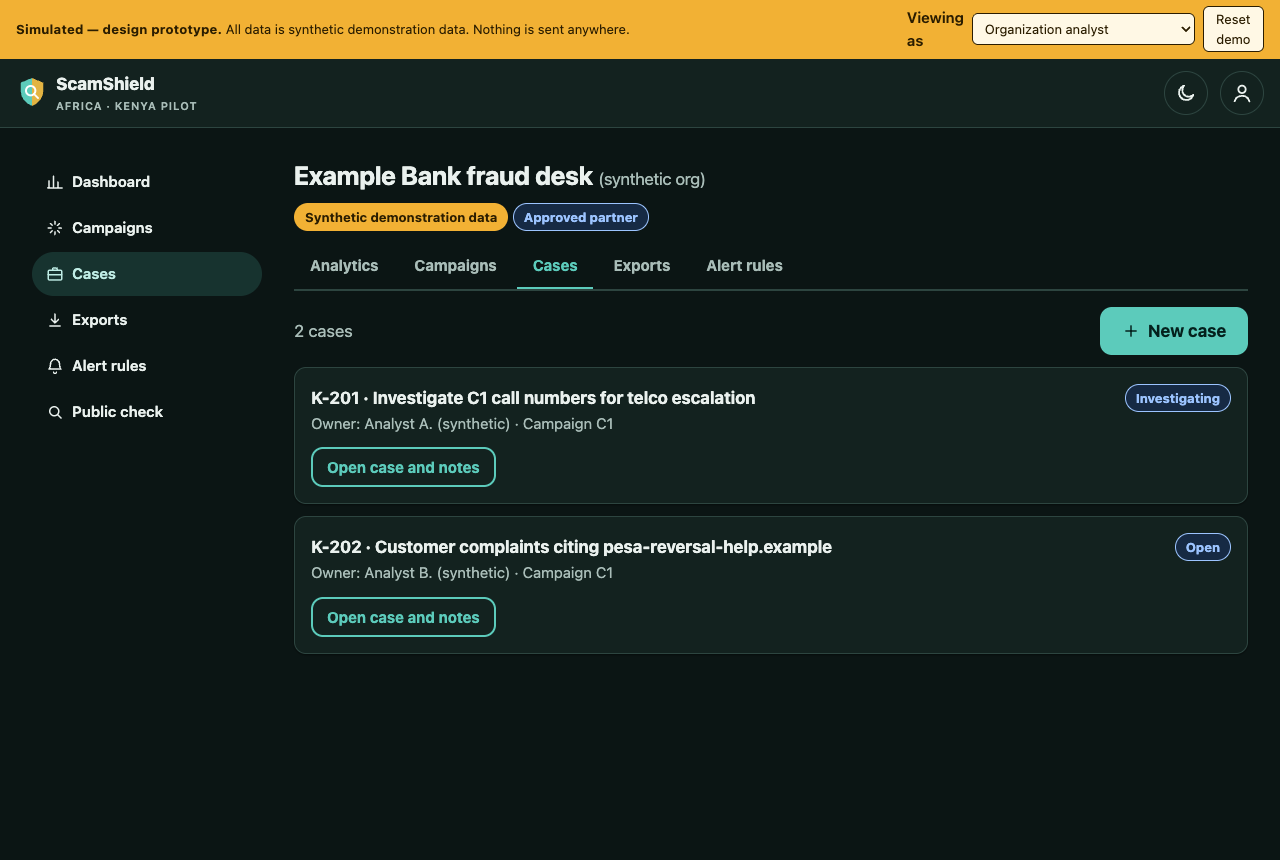 Simulated — design prototype. All data is synthetic demonstration data. Nothing is sent anywhere.
Viewing as
Organization analyst
Reset demo
ScamShield
AFRICA · KENYA PILOT
Dashboard
Campaigns
Cases
Exports
Alert rules
Public check
Example Bank fraud desk (synthetic org)
Synthetic demonstration data
Approved partner
Analytics
Campaigns
Cases
Exports
Alert rules
2 cases
+ New case
K-201 · Investigate C1 call numbers for telco escalation
Investigating
Owner: Analyst A. (synthetic) · Campaign C1
Open case and notes
K-202 · Customer complaints citing pesa-reversal-help.example
Open
Owner: Analyst B. (synthetic) · Campaign C1
Open case and notes